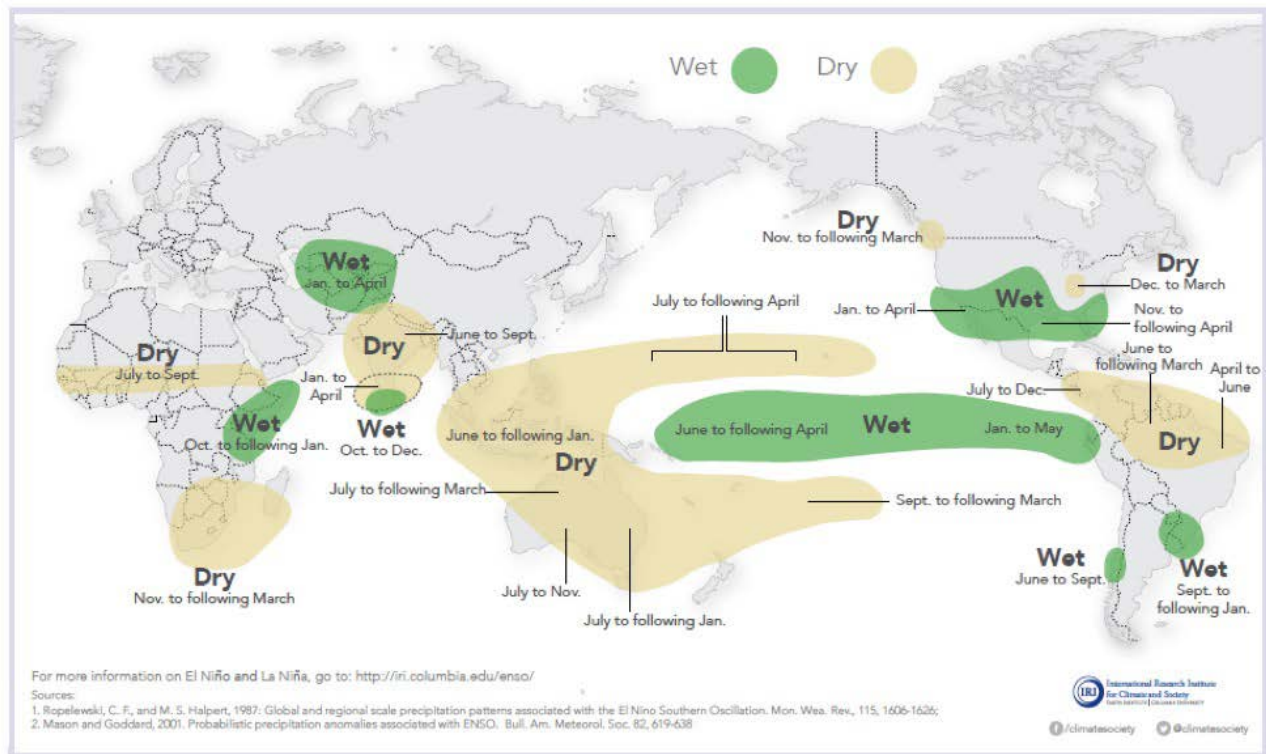 Wet
Dry
Dry
Nov. to following March
Dry
Dec. to March
Wet
Jan. to April
July to following April
Jan. to April
Wet
Nov. to
following April
June to Sept.
Dry
June to
following March
April to
June
Dry
July to Sept.
Jan. to
April
July to Dec.
Wet
Oct. to following Jan.
Wet
Oct. to Dec.
June to following Jan.
Dry
June to following April
Wet
Jan. to May
Dry
July to following March
Sept. to following March
Dry
Nov. to following March
July to Nov.
July to following Jan.
Wet
June to Sept.
Wet
Sept. to
following Jan.
For more information on El Niño and La Niña, go to: http://iri.columbia.edu/enso/
Sources:
1. Ropelewski, C. F., and M. S. Halpert, 1987: Global and regional scale precipitation patterns associated with the El Nino Southern Oscillation. Mon. Wea. Rev., 115, 1606-1626;
2. Mason and Goddard, 2001. Probabilistic precipitation anomalies associated with ENSO. Bull. Am. Meteorol. Soc. 82, 619-638
IRI
International Research Institute
for Climate and Society
EARTH INSTITUTE | COLUMBIA UNIVERSITY
/climatesociety
@climatesociety